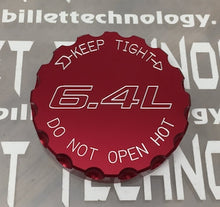 billettechnology.
KEEP TIGHT
6.4L
DO NOT OPEN HOT